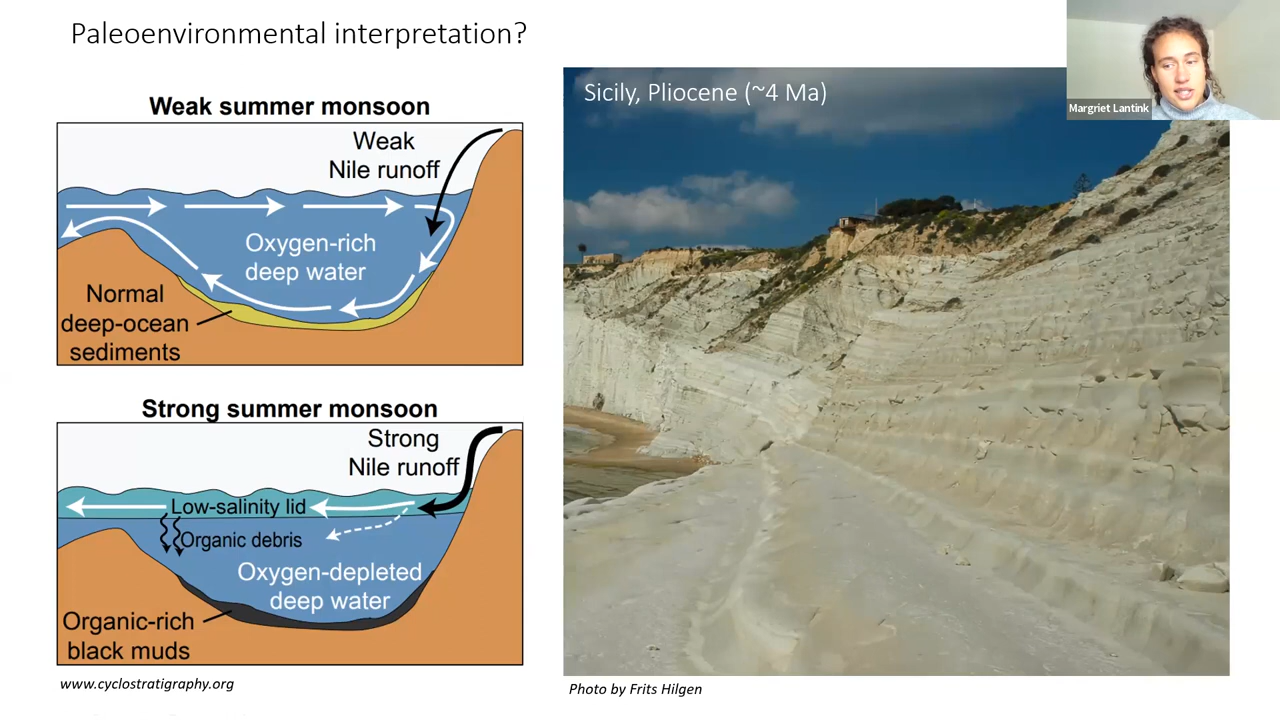 Paleoenvironmental interpretation?
Weak summer monsoon
Weak
Nile runoff
Oxygen-rich
deep water
Normal
deep-ocean
sediments
Strong summer monsoon
Strong
Nile runoff
Low-salinity lid
Organic debris
Oxygen-depleted
deep water
Organic-rich
black muds
www.cyclostratigraphy.org
Sicily, Pliocene (~4 Ma)
Photo by Frits Hilgen
Margriet Lantink